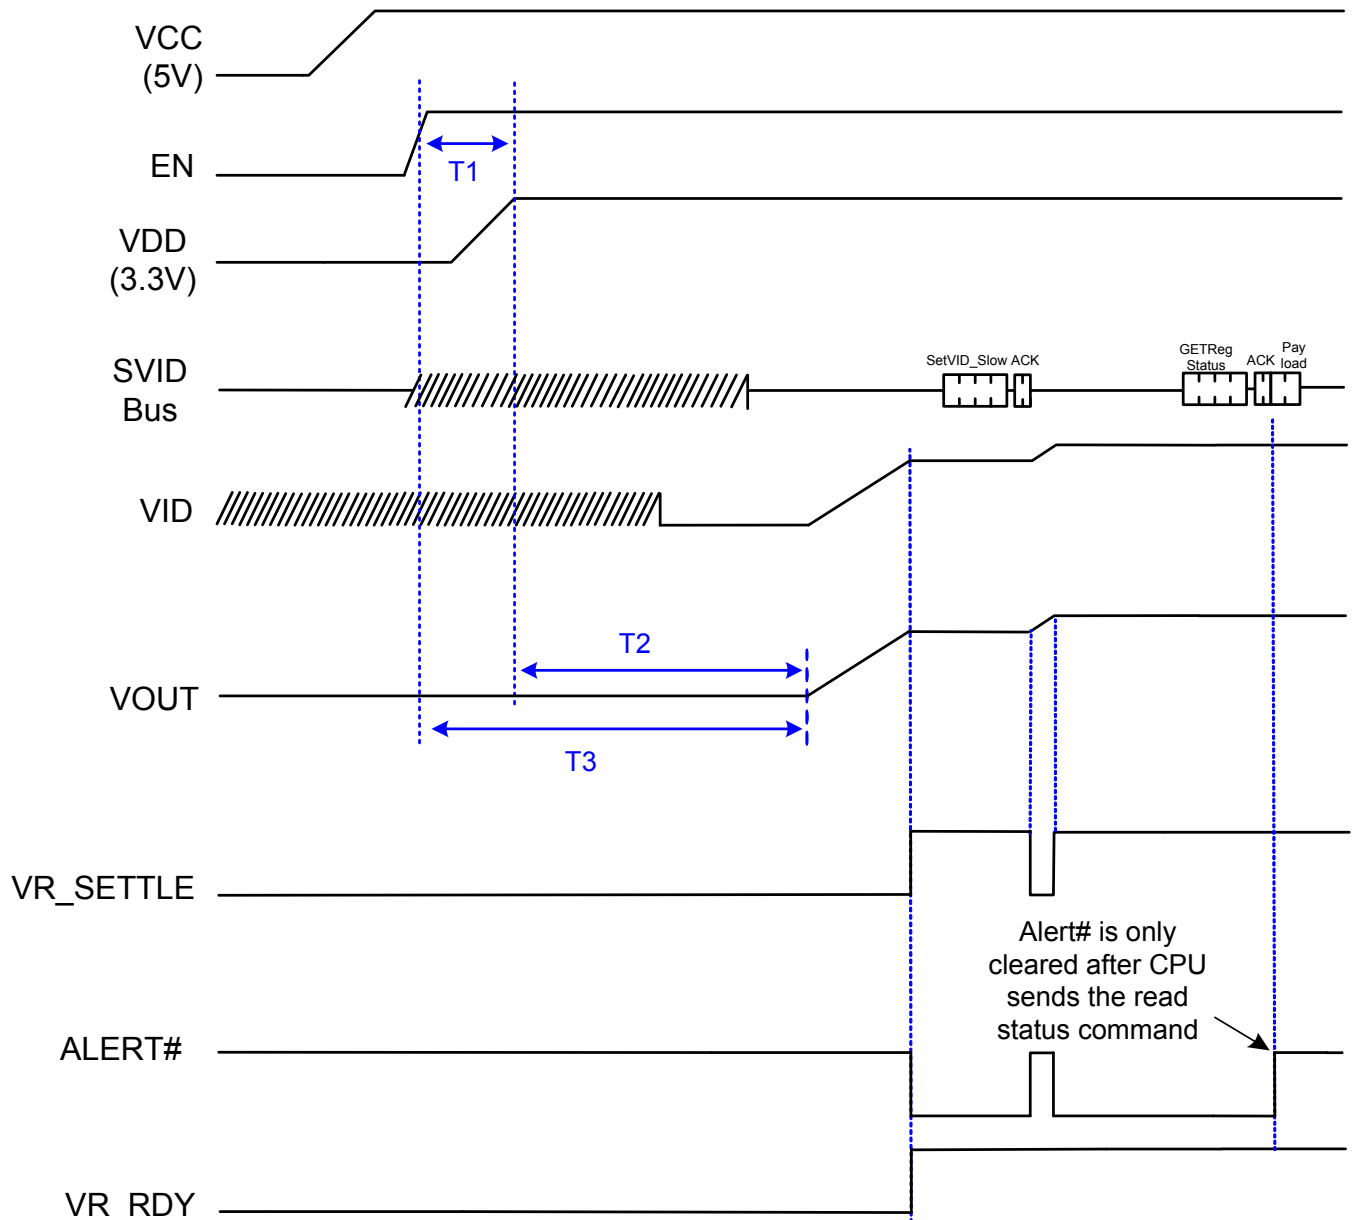 VCC
(5V)
EN
T1
VDD
(3.3V)
SVID
Bus
SetVID_Slow ACK
GETReg
Status
ACK
Pay
load
VID
T2
VOUT
T3
VR_SETTLE
Alert# is only
cleared after CPU
sends the read
status command
ALERT#
VR_RDY